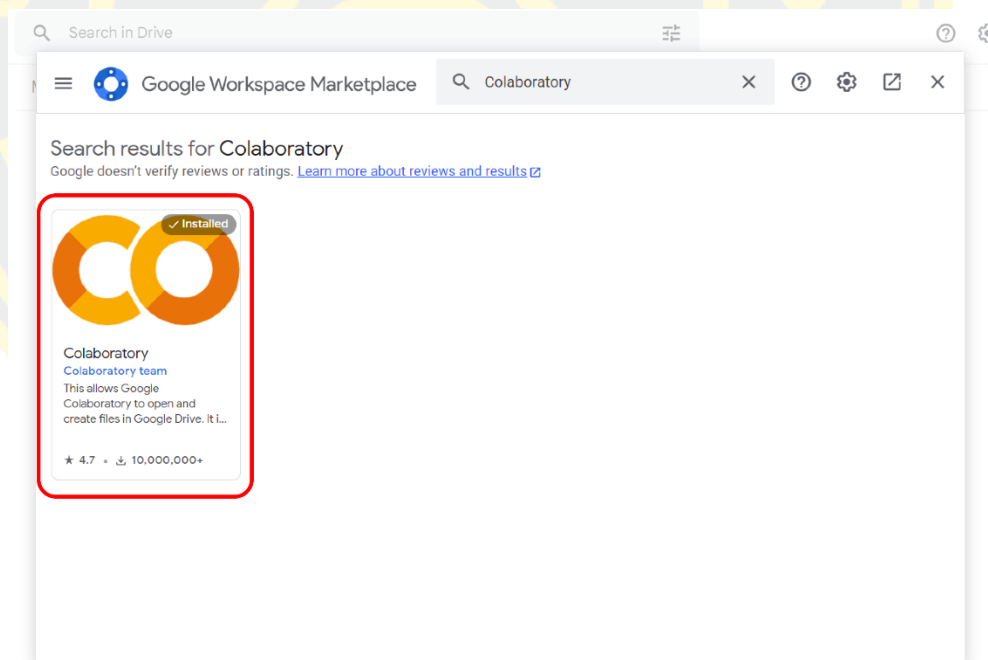 Search in Drive
Google Workspace Marketplace
Colaboratory
Search results for Colaboratory
Google doesn't verify reviews or ratings. Learn more about reviews and results
Installed
Colaboratory
Colaboratory team
This allows Google
Colaboratory to open and
create files in Google Drive. It i...
4.7
10,000,000+